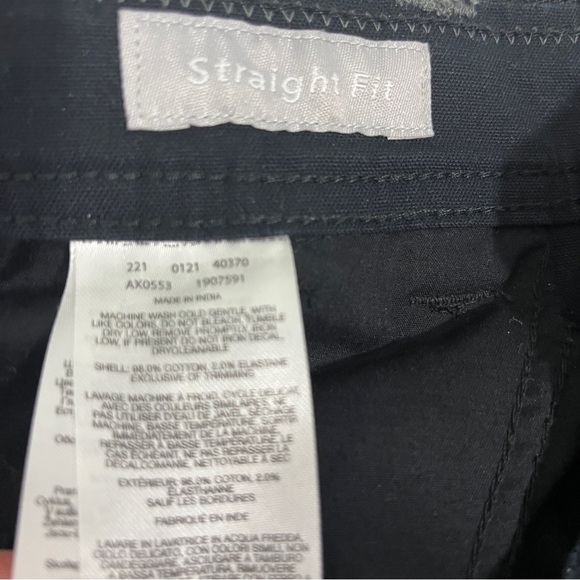 Straight Fit
221 0121 40370
AX0553 1907591
MADE IN INDIA
MACHINE WASH COLD GENTLE, WITH
LIKE COLORS, DO NOT BLEACH, TUMBLE
DRY LOW, REMOVE PROMPTLY, IRON
LOW, IF PRESENT DO NOT IRON DECAL,
DRYCLEANABLE
SHELL: 98.0% COTTON, 2.0% ELASTANE
EXCLUSIVE OF TRIMMING
LAVAGE MACHINE A FROID, CYCLE DELICAT,
AVEC DES COULEURS SIMILAR, NE
PAS UTILISER D'EAU DE JAVEL, SÉCHAGE
MACHINE, BASSE TEMPÉRATURE, SORTIR
IMMÉDIATEMENT DE LA MACHINE,
REPASSER À BASSE TEMPÉRATURE, LE
CAS ÉCHÉANT, NE PAS REPASSER LE
DÉCALCOMANIE, NETTOYABLE À SEC
EXTÉRIEUR: 98.0% COTON, 2.0%
ÉLASTHANNE
SAUF LES BORDURES
FABRIQUÉ EN INDE
LAVARE IN LAVATRICE IN ACQUA FREDDA,
CICLO DELICATO, CON COLORI SIMILI, NON
CANDEGGIARE, ASCIUGARE A TAMBURO
A BASSA TEMPERATURA, RIMUOVERE